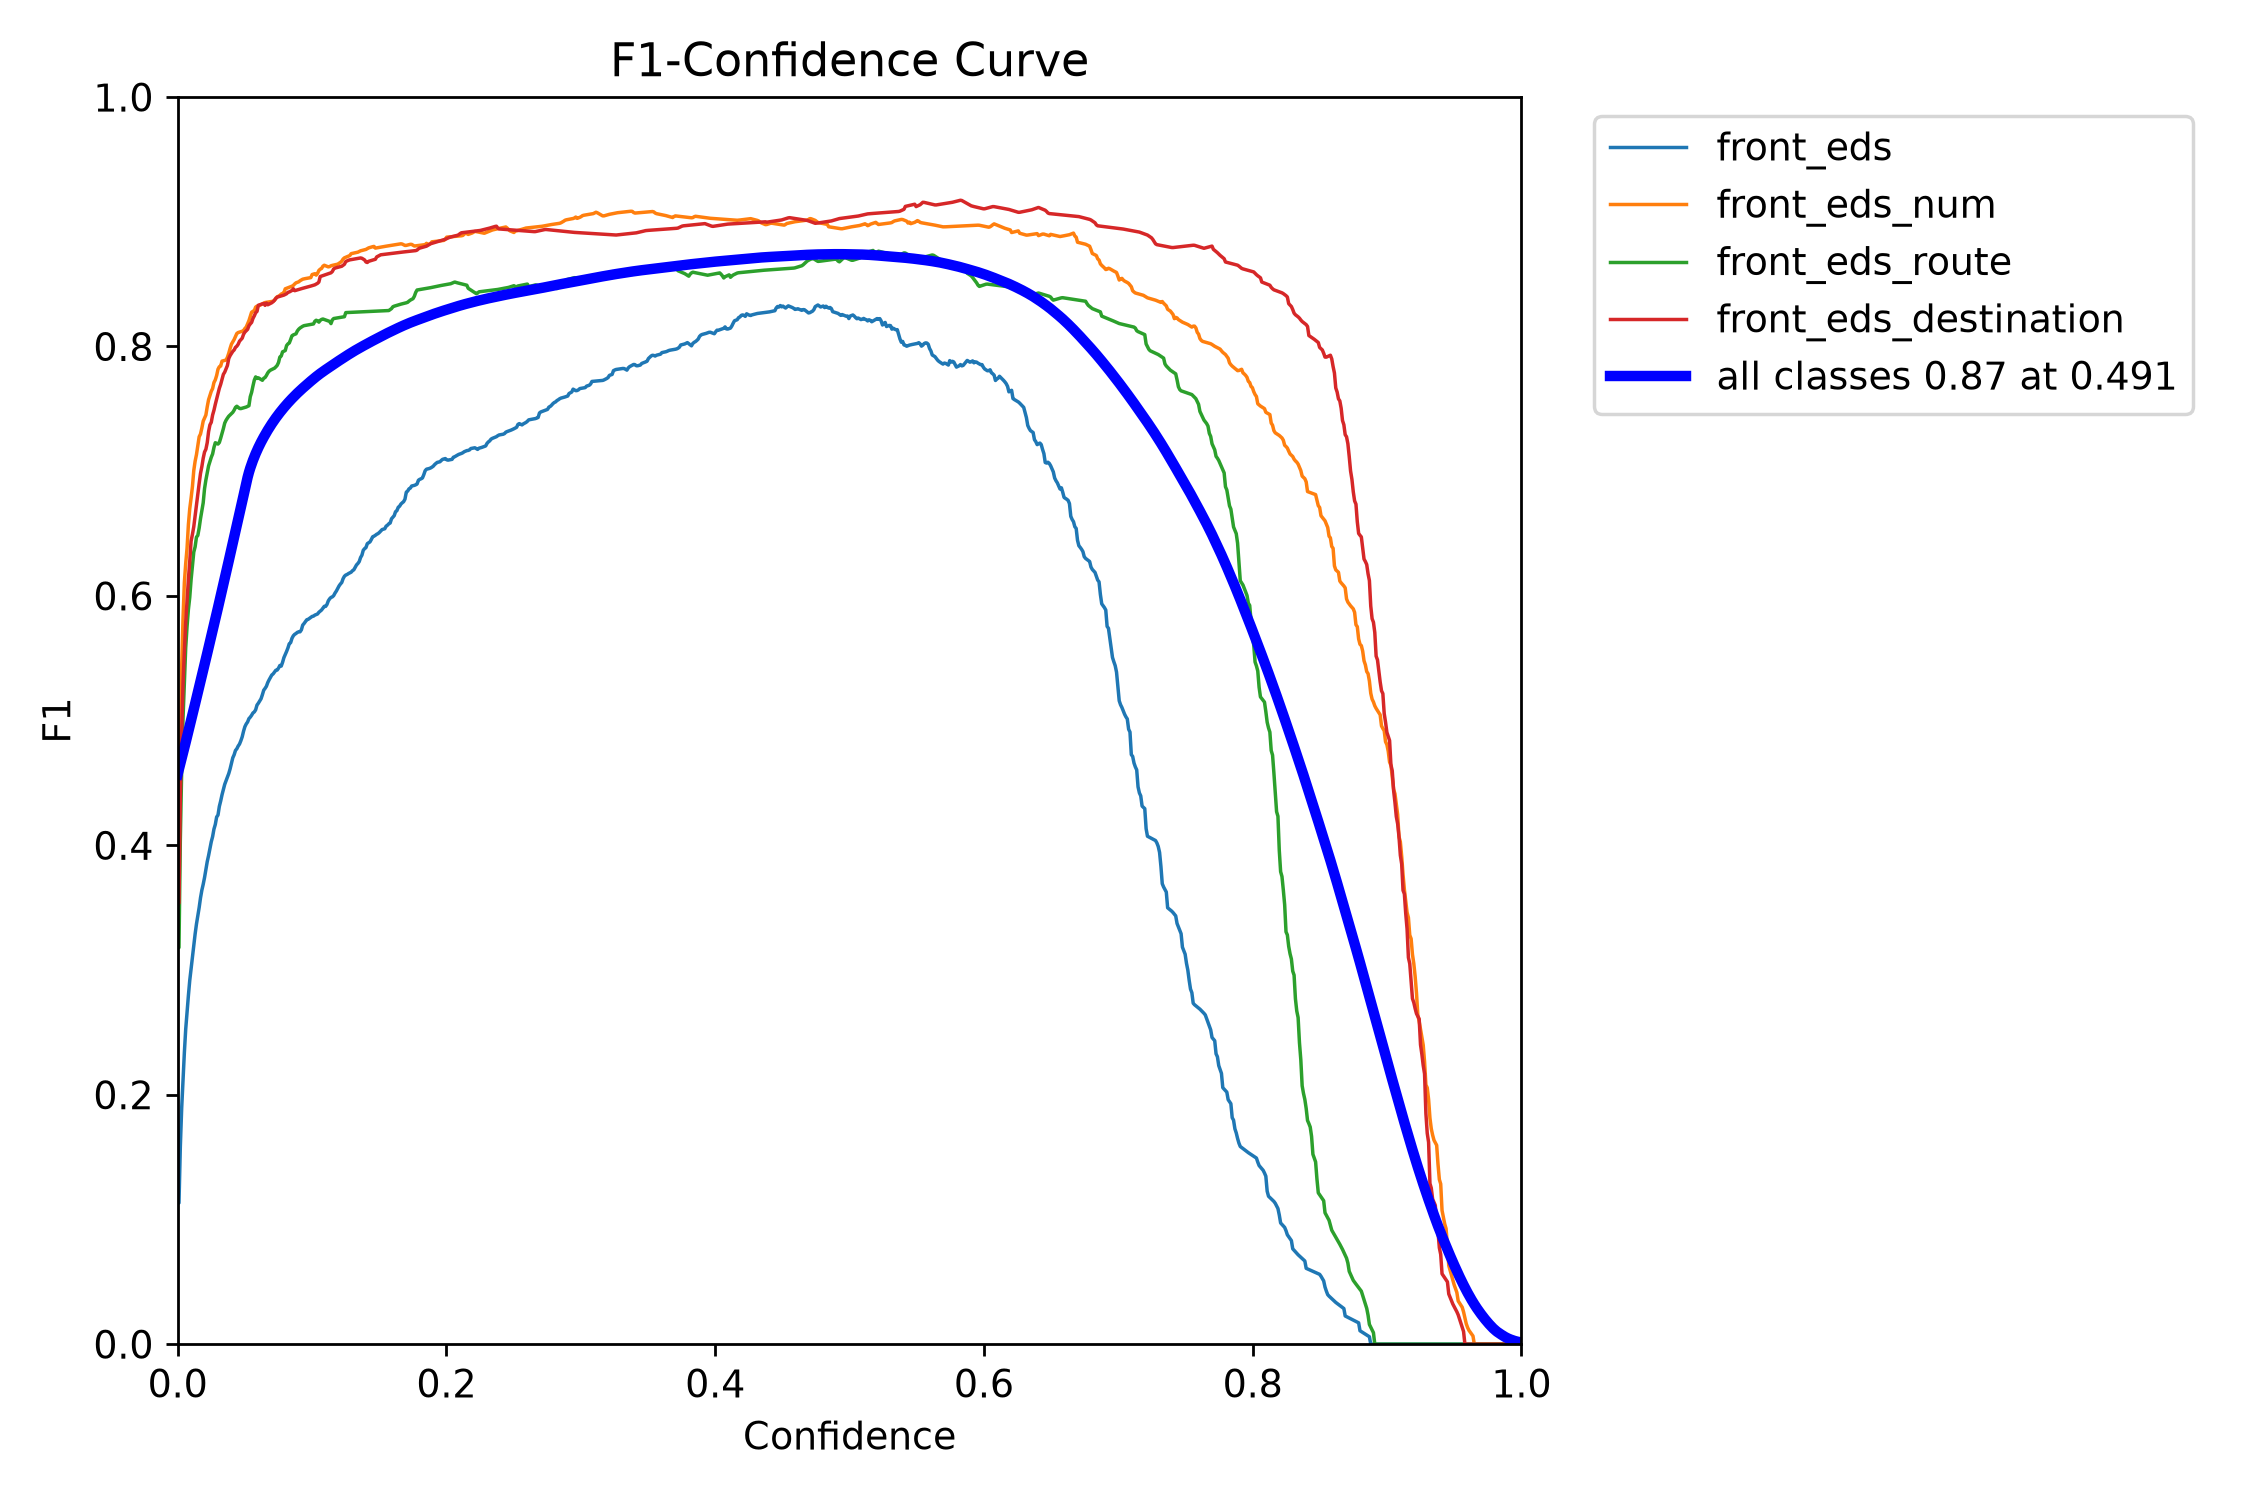 F1-Confidence Curve
1.0
0.8
0.6
0.4
0.2
0.0
F1
0.0 0.2 0.4 0.6 0.8 1.0
Confidence
front_eds
front_eds_num
front_eds_route
front_eds_destination
all classes 0.87 at 0.491